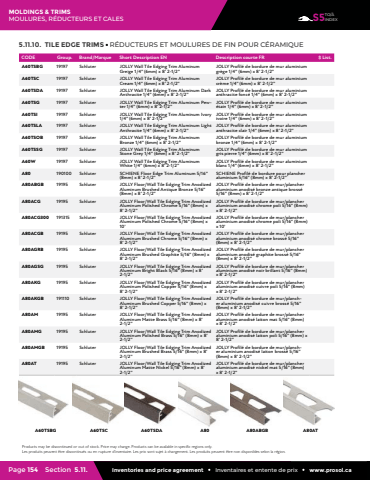 MOLDINGS & TRIMS
MOULURES, RÉDUCTEURS ET CALES
5.11.10. TILE EDGE TRIMS • RÉDUCTEURS ET MOULURES DE FIN POUR CÉRAMIQUE
CODE Group. Brand/Marque Short Description EN Description courte FR $ List.
A60TSBG 19197 Schluter JOLLY Wall Tile Edging Trim Aluminum Greige 1/4" (6mm) x 8' 2-1/2" JOLLY Profilé de bordure de mur aluminium grège 1/4" (6mm) x 8' 2-1/2"
A60TSC 19197 Schluter JOLLY Wall Tile Edging Trim Aluminum Cream 1/4" (6mm) x 8' 2-1/2" JOLLY Profilé de bordure de mur aluminium crème 1/4" (6mm) x 8' 2-1/2"
A60TSDA 19197 Schluter JOLLY Wall Tile Edging Trim Aluminum Dark Anthracite 1/4" (6mm) x 8' 2-1/2" JOLLY Profilé de bordure de mur aluminium anthracite foncé 1/4" (6mm) x 8' 2-1/2"
A60TSG 19197 Schluter JOLLY Wall Tile Edging Trim Aluminum Pewter 1/4" (6mm) x 8' 2-1/2" JOLLY Profilé de bordure de mur aluminium étain 1/4" (6mm) x 8' 2-1/2"
A60TSI 19197 Schluter JOLLY Wall Tile Edging Trim Aluminum Ivory 1/4" (6mm) x 8' 2-1/2" JOLLY Profilé de bordure de mur aluminium
A60TSLA 19197 Schluter JOLLY Wall Tile Edging Trim Aluminum Light Anthracite 1/4" (6mm) x 8' 2-1/2" JOLLY Profilé de bordure de mur aluminium anthracite clair 1/4" (6mm) x 8' 2-1/2"
A60TSOB 19197 Schluter JOLLY Wall Tile Edging Trim Aluminum Bronze 1/4" (6mm) x 8' 2-1/2" JOLLY Profilé de bordure de mur aluminium bronze 1/4" (6mm) x 8' 2-1/2"
A60TSSG 19197 Schluter JOLLY Wall Tile Edging Trim Aluminum Stone Grey 1/4" (6mm) x 8' 2-1/2" JOLLY Profilé de bordure de mur aluminium gris pierre 1/4" (6mm) x 8' 2-1/2"
A60W 19197 Schluter JOLLY Wall Tile Edging Trim Aluminum White 1/4" (6mm) x 8' 2-1/2" JOLLY Profilé de bordure de mur aluminium blanc 1/4" (6mm) x 8' 2-1/2"
A80 Schluter SCHIENE Floor Edge Trim Aluminum 5/16" (8mm) x 8' 2-1/2" SCHIENE Profilé de bordure pour plancher aluminium 5/16" (8mm) x 8' 2-1/2"
A80ABGB 19195 Schluter JOLLY Floor/Wall Tile Edging Trim Anodized Aluminum Brushed Antique Bronze 5/16" (8mm) x 8' 2-1/2" JOLLY Profilé de bordure de mur/plancher aluminium anodisé bronze antique brossé 5/16" (8mm) x 8' 2-1/2"
A80ACG 19195 Schluter JOLLY Floor/Wall Tile Edging Trim Anodized Aluminum Polished Chrome 5/16" (8mm) x 8' 2-1/2" JOLLY Profilé de bordure de mur/plancher aluminium anodisé chrome poli 5/16" (8mm) x 8' 2-1/2"
A80ACG300 Schluter JOLLY Floor/Wall Tile Edging Trim Anodized Aluminum Polished Chrome 5/16" (8mm) x 10' JOLLY Profilé de bordure de mur/plancher aluminium anodisé chrome poli 5/16" (8mm) x 10'
A80ACGB 19195 Schluter JOLLY Floor/Wall Tile Edging Trim Anodized Aluminum Brushed Chrome 5/16" (8mm) x 8' 2-1/2" JOLLY Profilé de bordure de mur/plancher aluminium anodisé chrome brossé 5/16" (8mm) x 8' 2-1/2"
A80AGRB 19195 Schluter JOLLY Floor/Wall Tile Edging Trim Anodized Aluminum Brushed Graphite 5/16" (8mm) x 8' 2-1/2" JOLLY Profilé de bordure de mur/plancher aluminium anodisé graphite brossé 5/16" (8mm) x 8' 2-1/2"
A80AGSG 19195 Schluter JOLLY Floor/Wall Tile Edging Trim Anodized Aluminum Bright Black 5/16" (8mm) x 8' 2-1/2" JOLLY Profilé de bordure de mur/plancher aluminium anodisé noir brillant 5/16" (8mm) x 8' 2-1/2"
A80AKG 19195 Schluter JOLLY Floor/Wall Tile Edging Trim Anodized Aluminum Polished Copper 5/16" (8mm) x 8' 2-1/2" JOLLY Profilé de bordure de mur/plancher aluminium anodisé cuivre poli 5/16" (8mm) x 8' 2-1/2"
A80AKGB Schluter JOLLY Floor/Wall Tile Edging Trim Anodized Aluminum Brushed Copper 5/16" (8mm) x 8' 2-1/2" JOLLY Profilé de bordure de mur/plancher aluminium anodisé cuivre brossé 5/16" (8mm) x 8' 2-1/2"
A80AM 19195 Schluter JOLLY Floor/Wall Tile Edging Trim Anodized Aluminum Matte Brass 5/16" (8mm) x 8' 2-1/2" JOLLY Profilé de bordure de mur/plancher aluminium anodisé laiton mat 5/16" (8mm) x 8' 2-1/2"
A80AMG 19195 Schluter JOLLY Floor/Wall Tile Edging Trim Anodized Aluminum Polished Brass 5/16" (8mm) x 8' 2-1/2" JOLLY Profilé de bordure de mur/plancher aluminium anodisé laiton poli 5/16" (8mm) x 8' 2-1/2"
A80AMGB 19195 Schluter JOLLY Floor/Wall Tile Edging Trim Anodized Aluminum Brushed Brass 5/16" (8mm) x 8' 2-1/2" JOLLY Profilé de bordure de mur/plancher aluminium anodisé laiton brossé 5/16" (8mm) x 8' 2-1/2"
A80AT 19195 Schluter JOLLY Floor/Wall Tile Edging Trim Anodized Aluminum Matte Nickel 5/16" (8mm) x 8' 2-1/2" JOLLY Profilé de bordure de mur/plancher aluminium anodisé nickel mat 5/16" (8mm) x 8' 2-1/2"
A60TSBG A60TSC A60TSDA A80 A80ABGB A80AT
Products may be discontinued or out of stock. Price may change. Products can be available in specific regions only.
Les produits peuvent être discontinués ou en rupture d'inventaire. Les prix sont sujet à changement. Les produits peuvent être non disponibles selon la région.
Page 154 Section 5.11. Inventories and price agreement • Inventaires et entente de prix • www.prosol.ca